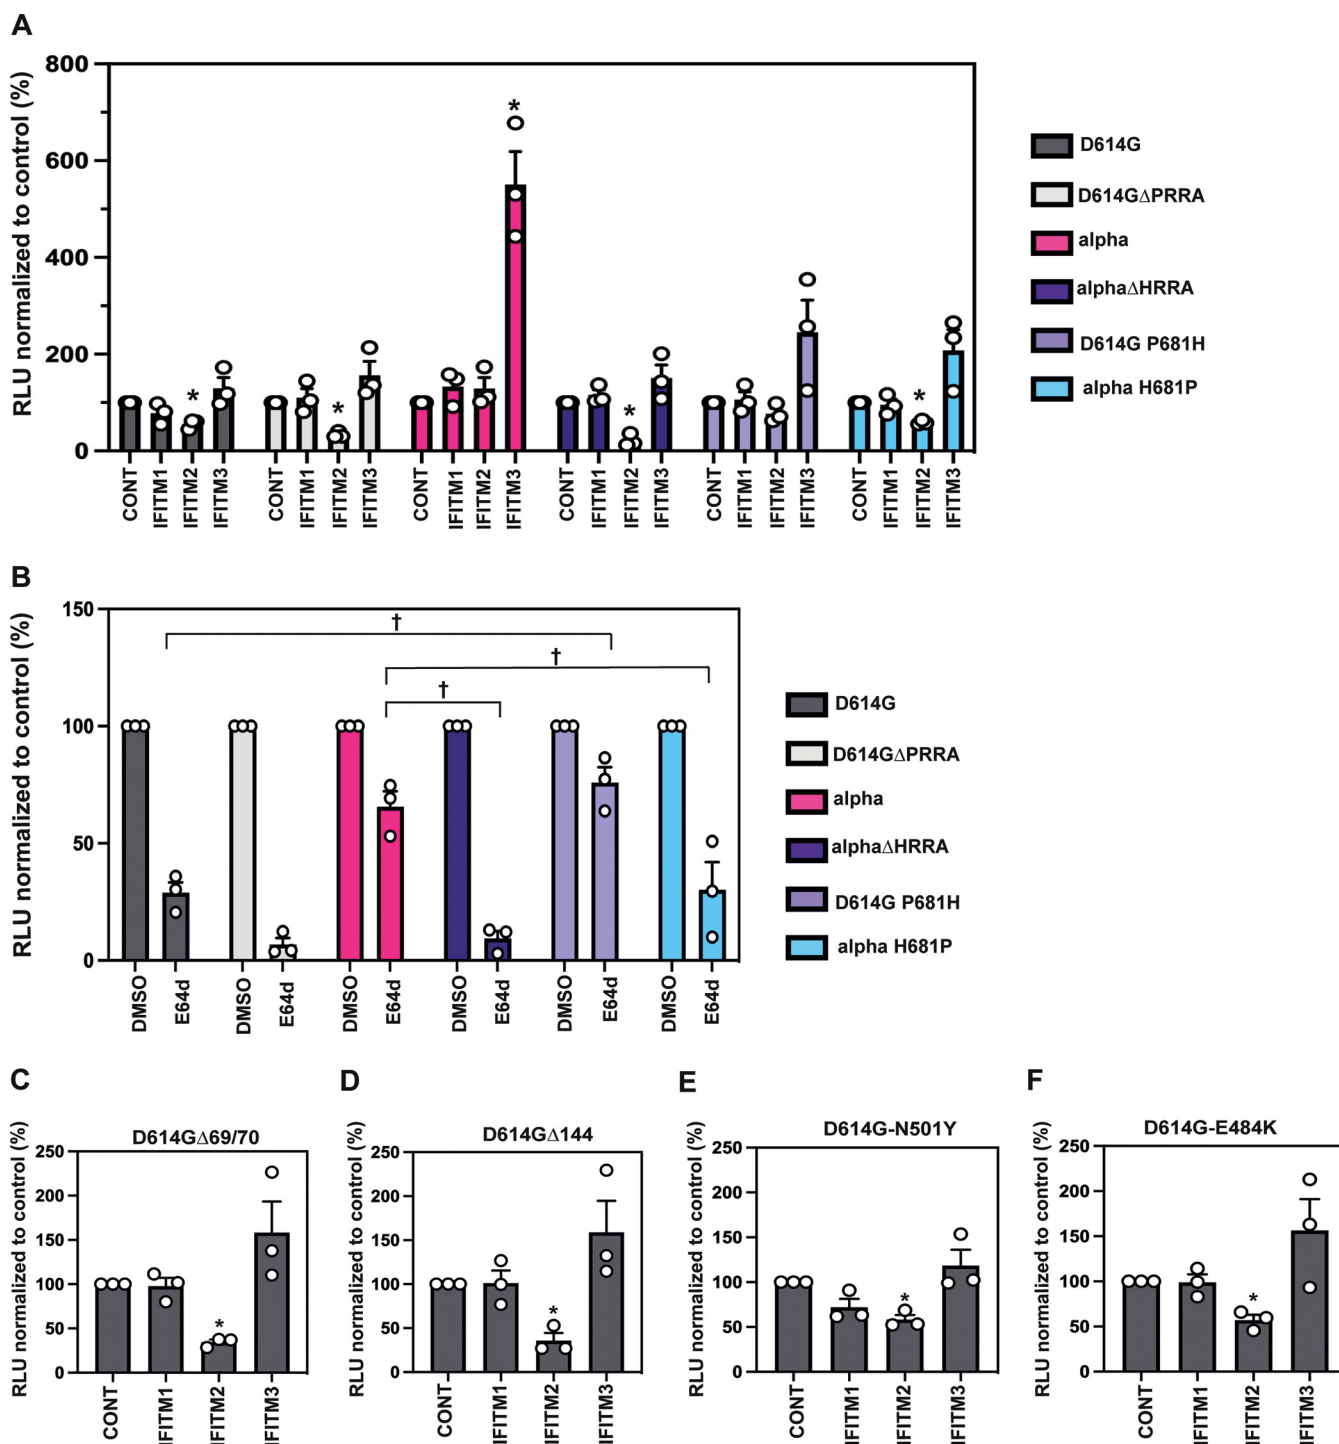 A
RLU normalized to control (%)
800
600
400
200
0
*
*
*
*
*
CONT IFITM1 IFITM2 IFITM3 CONT IFITM1 IFITM2 IFITM3 CONT IFITM1 IFITM2 IFITM3 CONT IFITM1 IFITM2 IFITM3 CONT IFITM1 IFITM2 IFITM3 CONT IFITM1 IFITM2 IFITM3
D614G
D614GΔPRRA
alpha
alphaΔHRRA
D614G P681H
alpha H681P
B
RLU normalized to control (%)
150
100
50
0
†
†
†
DMSO E64d DMSO E64d DMSO E64d DMSO E64d DMSO E64d DMSO E64d
D614G
D614GΔPRRA
alpha
alphaΔHRRA
D614G P681H
alpha H681P
C
D614GΔ69/70
RLU normalized to control (%)
250
200
150
100
50
0
*
CONT IFITM1 IFITM2 IFITM3
D
D614GΔ144
RLU normalized to control (%)
250
200
150
100
50
0
*
CONT IFITM1 IFITM2 IFITM3
E
D614G-N501Y
RLU normalized to control (%)
250
200
150
100
50
0
*
CONT IFITM1 IFITM2 IFITM3
F
D614G-E484K
RLU normalized to control (%)
250
200
150
100
50
0
*
CONT IFITM1 IFITM2 IFITM3